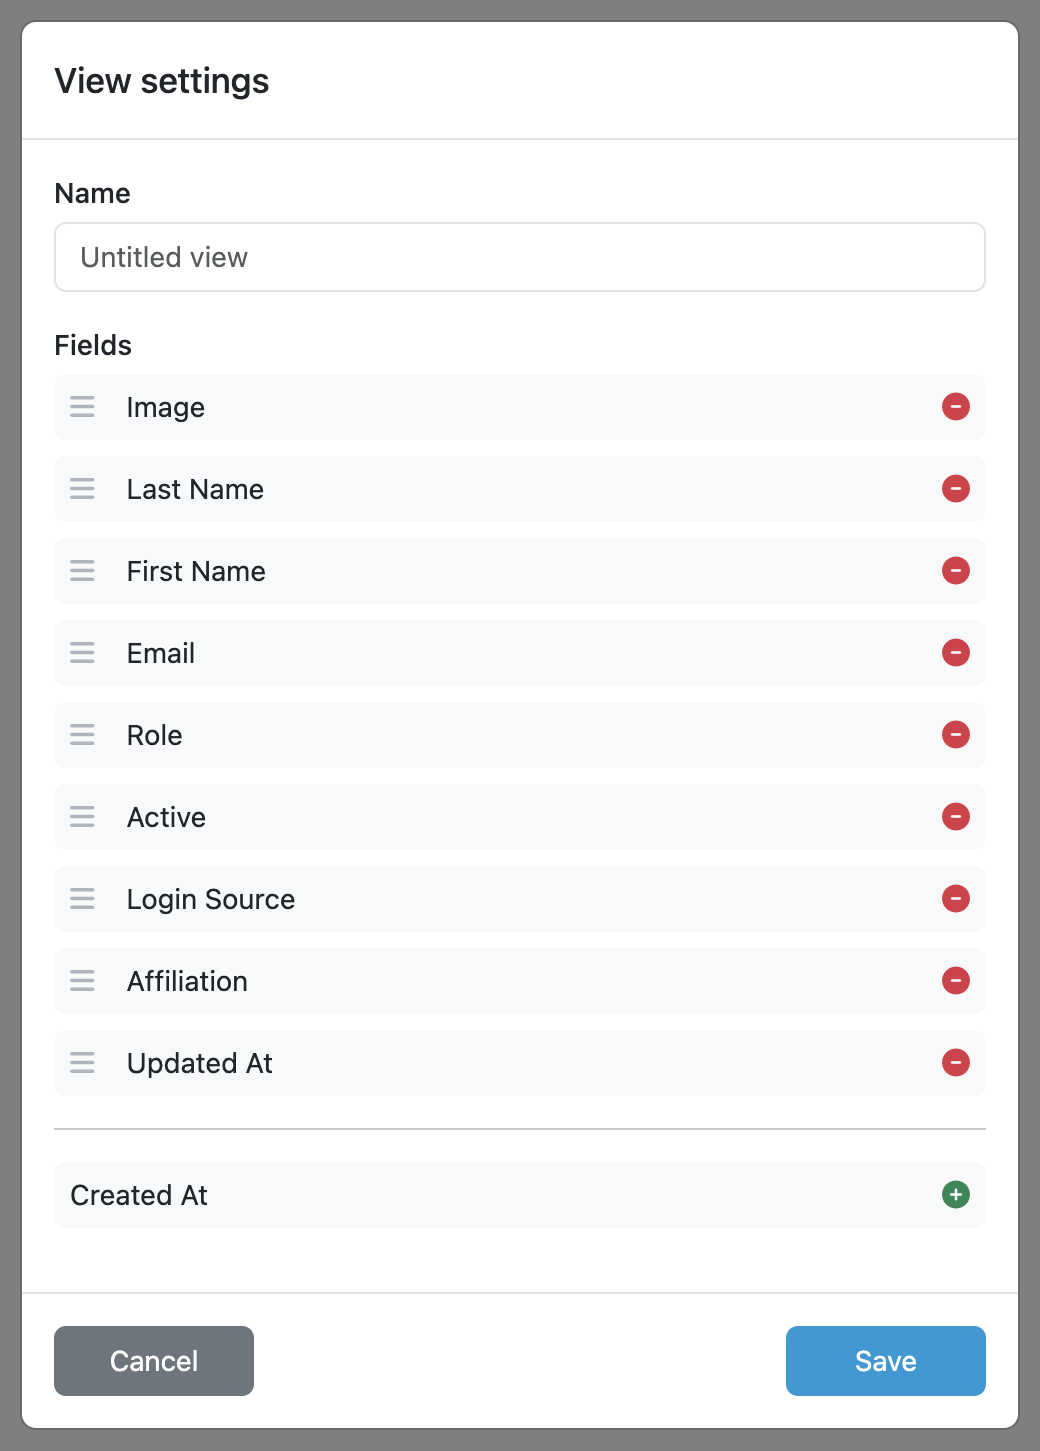 View settings
Name
Untitled view
Fields
Image
Last Name
First Name
Email
Role
Active
Login Source
Affiliation
Updated At
Created At
Cancel
Save